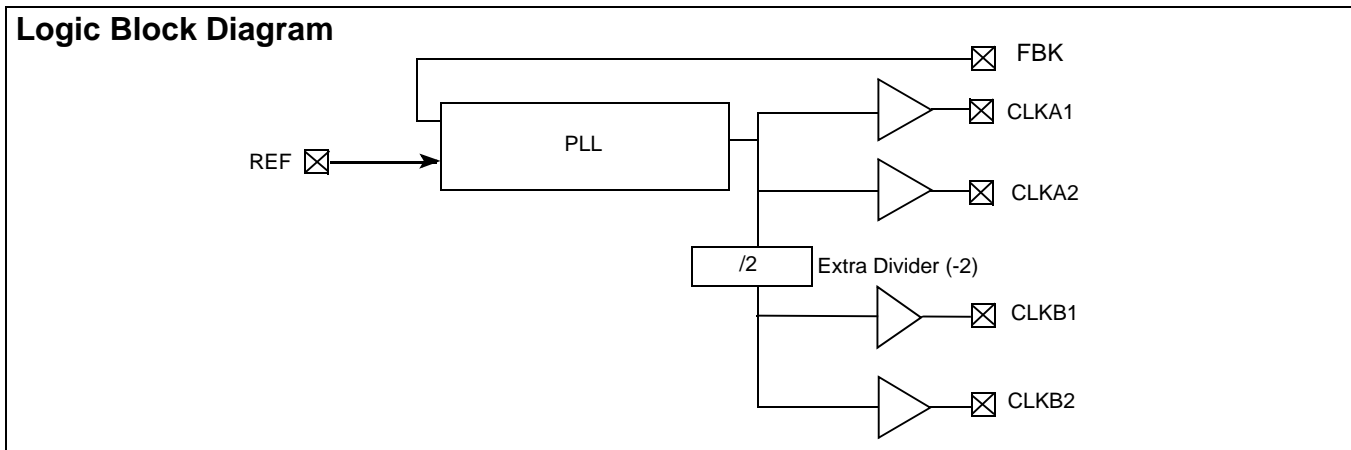 Logic Block Diagram
FBK
CLKA1
PLL
REF
CLKA2
/2
Extra Divider (-2)
CLKB1
CLKB2